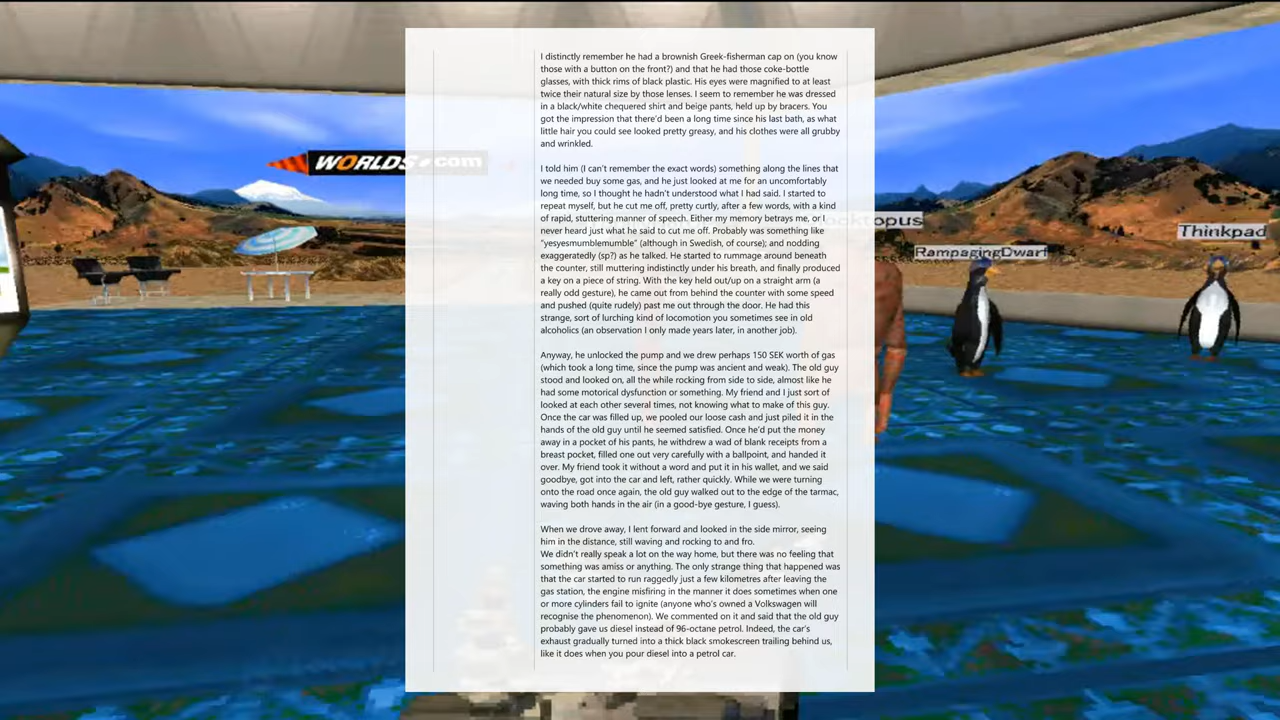 I distinctly remember he had a brownish Greek-fisherman cap on (you know
those with a button on the front?) and that he had those coke-bottle
glasses, with thick rims of black plastic. His eyes were magnified to at least
twice their natural size by those lenses. I seem to remember he was dressed
in a black/white chequered shirt and beige pants, held up by bracers. You
got the impression that there'd been a long time since his last bath, as what
little hair you could see looked pretty greasy, and his clothes were all grubby
and wrinkled.
WORLDS.com
I told him (I can't remember the exact words) something along the lines that
we needed buy some gas, and he just looked at me for an uncomfortably
long time, so I thought he hadn't understood what I had said. I started to
repeat myself, but he cut me off, pretty curtly, after a few words, with a kind
of rapid, stuttering manner of speech. Either my memory betrays me, or I
never heard just what he said to cut me off. Probably was something like
"yesyesmumblemumble" (although in Swedish, of course); and nodding
exaggeratedly (sp?) as he talked. He started to rummage around beneath
the counter, still muttering indistinctly under his breath, and finally produced
a key on a piece of string. With the key held out/up on a straight arm (a
really odd gesture), he came out from behind the counter with some speed
and pushed (quite rudely) past me out through the door. He had this
strange, sort of lurching kind of locomotion you sometimes see in old
alcoholics (an observation I only made years later, in another job).
RampagingDwarf
Thinkpad
Anyway, he unlocked the pump and we drew perhaps 150 SEK worth of gas
(which took a long time, since the pump was ancient and weak). The old guy
stood and looked on, all the while rocking from side to side, almost like he
had some motorical dysfunction or something. My friend and I just sort of
looked at each other several times, not knowing what to make of this guy.
Once the car was filled up, we pooled our loose cash and just piled it in the
hands of the old guy until he seemed satisfied. Once he'd put the money
away in a pocket of his pants, he withdrew a wad of blank receipts from a
breast pocket, filled one out very carefully with a ballpoint, and handed it
over. My friend took it without a word and put it in his wallet, and we said
goodbye, got into the car and left, rather quickly. While we were turning
onto the road once again, the old guy walked out to the edge of the tarmac,
waving both hands in the air (in a good-bye gesture, I guess).
When we drove away, I lent forward and looked in the side mirror, seeing
him in the distance, still waving and rocking to and fro.
We didn't really speak a lot on the way home, but there was no feeling that
something was amiss or anything. The only strange thing that happened was
that the car started to run raggedly just a few kilometres after leaving the
gas station, the engine misfiring in the manner it does sometimes when one
or more cylinders fail to ignite (anyone who's owned a Volkswagen will
recognise the phenomenon). We commented on it and said that the old guy
probably gave us diesel instead of 96-octane petrol. Indeed, the car's
exhaust gradually turned into a thick black smokescreen trailing behind us,
like it does when you pour diesel into a petrol car.